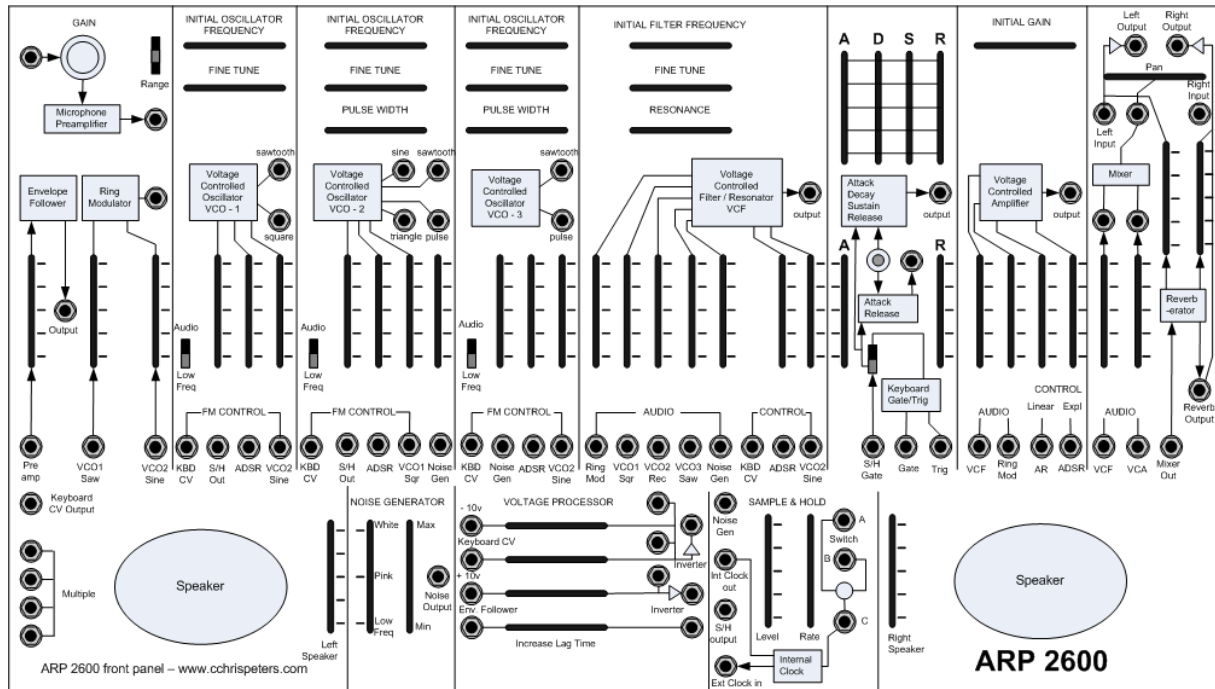 GAIN
Range
Microphone
Preamplifier
Envelope
Follower
Ring
Modulator
Output
Pre
amp
VCO1
Saw
VCO2
Sine
INITIAL OSCILLATOR
FREQUENCY
FINE TUNE
sawtooth
Voltage
Controlled
Oscillator
VCO - 1
square
Audio
Low
Freq
FM CONTROL
KBD
CV
S/H
Out
ADSR
VCO2
Sine
INITIAL OSCILLATOR
FREQUENCY
FINE TUNE
PULSE WIDTH
sine
sawtooth
Voltage
Controlled
Oscillator
VCO - 2
triangle
pulse
Audio
Low
Freq
FM CONTROL
KBD
CV
S/H
Out
ADSR
VCO1
Sqr
Noise
Gen
INITIAL OSCILLATOR
FREQUENCY
FINE TUNE
PULSE WIDTH
sawtooth
Voltage
Controlled
Oscillator
VCO - 3
pulse
Audio
Low
Freq
FM CONTROL
KBD
CV
Noise
Gen
ADSR
VCO2
Sine
INITIAL FILTER FREQUENCY
FINE TUNE
RESONANCE
Voltage
Controlled
Filter / Resonator
VCF
output
AUDIO
CONTROL
Ring
Mod
VCO1
Sqr
VCO2
Rec
VCO3
Saw
Noise
Gen
KBD
CV
ADSR
VCO2
Sine
A D S R
Attack
Decay
Sustain
Release
output
A R
Attack
Release
Keyboard
Gate/Trig
S/H
Gate
Gate
Trig
INITIAL GAIN
Voltage
Controlled
Amplifier
output
CONTROL
AUDIO
Linear
Expl
VCF
Ring
Mod
AR
ADSR
Left
Output
Right
Output
Pan
Right
Input
Left
Input
Mixer
Reverb
-erator
Reverb
Output
AUDIO
VCF
VCA
Mixer
Out
Keyboard
CV Output
Multiple
Speaker
Left
Speaker
ARP 2600 front panel – www.cchrispeters.com
NOISE GENERATOR
White
Max
Pink
Noise
Output
Low
Freq
Min
VOLTAGE PROCESSOR
- 10v
Keyboard CV
Inverter
+ 10v
Env. Follower
Inverter
Increase Lag Time
SAMPLE & HOLD
Noise
Gen
A
Switch
B
Int Clock
out
S/H
output
C
Level
Rate
Internal
Clock
Ext Clock in
Right
Speaker
Speaker
ARP 2600